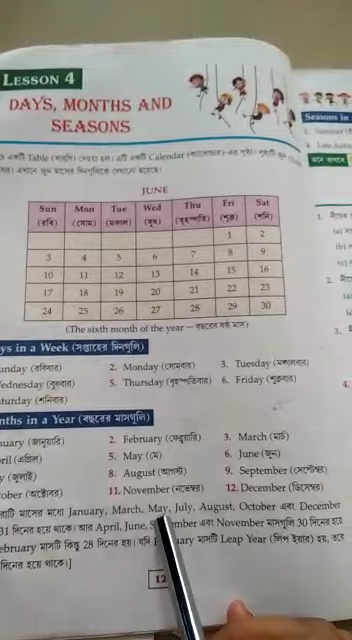 LESSON 4
DAYS, MONTHS AND
SEASONS
একটি Table (সারণি) দেওয়া হল। এটি একটি Calendar (ক্যালেন্ডার)-এর পৃষ্ঠা।
এখানে জুন মাসের দিনগুলিকে দেখানো হয়েছে।
JUNE
Sun Mon Tue Wed Thu Fri Sat
(রবি) (সোম) (মঙ্গল) (বুধ) (বৃহস্পতি) (শুক্র) (শনি)
1 2
3 4 5 6 7 8 9
10 11 12 13 14 15 16
17 18 19 20 21 22 23
24 25 26 27 28 29 30
(The sixth month of the year — বছরের ষষ্ঠ মাস)
ys in a Week (সপ্তাহের দিনগুলি)
unday (রবিবার) 2. Monday (সোমবার) 3. Tuesday (মঙ্গলবার)
ednesday (বুধবার) 5. Thursday (বৃহস্পতিবার) 6. Friday (শুক্রবার)
turday (শনিবার)
nths in a Year (বছরের মাসগুলি)
nuary (জানুয়ারি) 2. February (ফেব্রুয়ারি) 3. March (মার্চ)
ril (এপ্রিল) 5. May (মে) 6. June (জুন)
y (জুলাই) 8. August (আগস্ট) 9. September (সেপ্টেম্বর)
tober (অক্টোবর) 11. November (নভেম্বর) 12. December (ডিসেম্বর)
মাসের মধ্যে January, March, May, July, August, October এবং December
31 দিনের হয়ে থাকে। আর April, June, September এবং November মাসগুলি 30 দিনের হয়ে
ebruary মাসটি কিন্তু 28 দিনের হয়। যদি February মাসটি Leap Year (লিপ ইয়ার) হয়, তবে
দিনের হয়ে থাকে।]
12
Seasons in